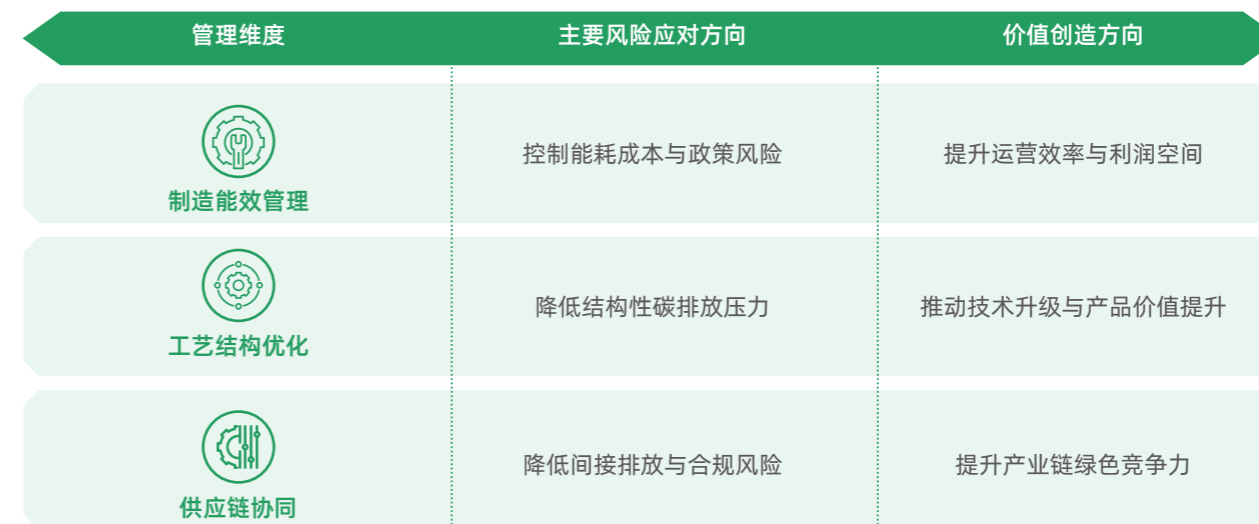 管理维度
主要风险应对方向
价值创造方向
制造能效管理
控制能耗成本与政策风险
提升运营效率与利润空间
工艺结构优化
降低结构性碳排放压力
推动技术升级与产品价值提升
供应链协同
降低间接排放与合规风险
提升产业链绿色竞争力